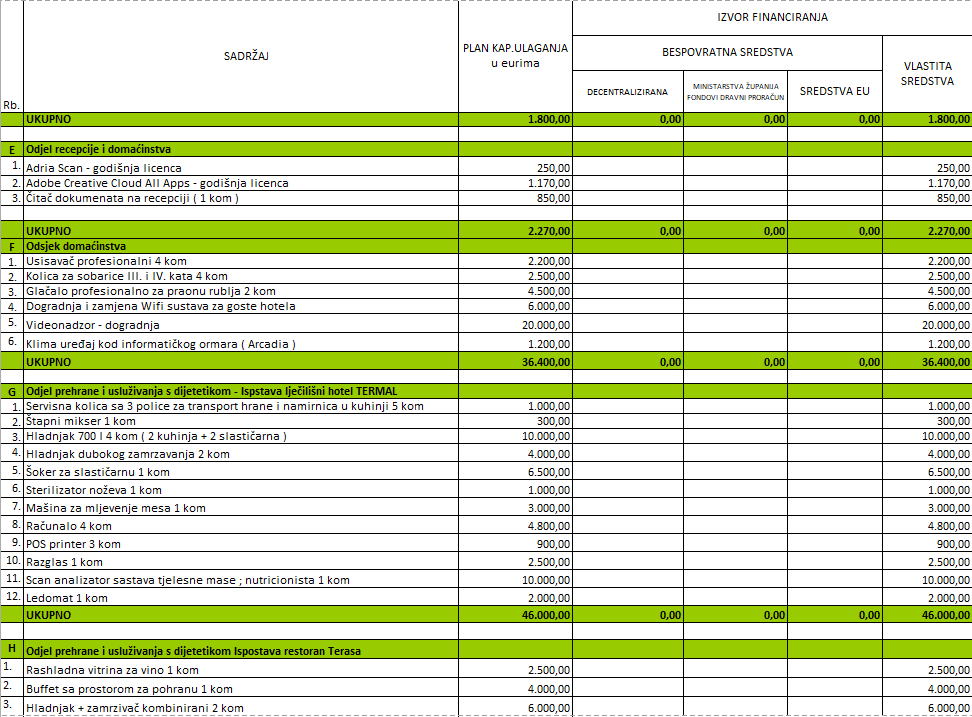 Rb. SADRŽAJ PLAN KAP.ULAGANJA u eurima IZVOR FINANCIRANJA
BESPOVRATNA SREDSTVA VLASTITA SREDSTVA
DECENTRALIZIRANA MINISTARSTVA ŽUPANIJA FONDOVI DRAVNI PRORAČUN SREDSTVA EU
UKUPNO 1.800,00 0,00 0,00 0,00 1.800,00
E Odjel recepcije i domaćinstva
1. Adria Scan - godišnja licenca 250,00 250,00
2. Adobe Creative Cloud All Apps - godišnja licenca 1.170,00 1.170,00
3. Čitač dokumenata na recepciji ( 1 kom ) 850,00 850,00
UKUPNO 2.270,00 0,00 0,00 0,00 2.270,00
F Odsjek domaćinstva
1. Usisavač profesionalni 4 kom 2.200,00 2.200,00
2. Kolica za sobarice III. i IV. kata 4 kom 2.500,00 2.500,00
3. Glačalo profesionalno za praonu rublja 2 kom 4.500,00 4.500,00
4. Dogradnja i zamjena Wifi sustava za goste hotela 6.000,00 6.000,00
5. Videonadzor - dogradnja 20.000,00 20.000,00
6. Klima uređaj kod informatičkog ormara ( Arcadia ) 1.200,00 1.200,00
UKUPNO 36.400,00 0,00 0,00 0,00 36.400,00
G Odjel prehrane i usluživanja s dijetetikom - Ispstava lječilišni hotel TERMAL
1. Servisna kolica sa 3 police za transport hrane i namirnica u kuhinji 5 kom 1.000,00 1.000,00
2. Štapni mikser 1 kom 300,00 300,00
3. Hladnjak 700 l 4 kom ( 2 kuhinja + 2 slastičarna ) 10.000,00 10.000,00
4. Hladnjak dubokog zamrzavanja 2 kom 4.000,00 4.000,00
5. Šoker za slastičarnu 1 kom 6.500,00 6.500,00
6. Sterilizator noževa 1 kom 1.000,00 1.000,00
7. Mašina za mljevenje mesa 1 kom 3.000,00 3.000,00
8. Računalo 4 kom 4.800,00 4.800,00
9. POS printer 3 kom 900,00 900,00
10. Razglas 1 kom 2.500,00 2.500,00
11. Scan analizator sastava tjelesne mase ; nutricionista 1 kom 10.000,00 10.000,00
12. Ledomat 1 kom 2.000,00 2.000,00
UKUPNO 46.000,00 0,00 0,00 0,00 46.000,00
H Odjel prehrane i usluživanja s dijetetikom Ispostava restoran Terasa
1. Rashladna vitrina za vino 1 kom 2.500,00 2.500,00
2. Buffet sa prostorom za pohranu 1 kom 4.000,00 4.000,00
3. Hladnjak + zamrzivač kombinirani 2 kom 6.000,00 6.000,00